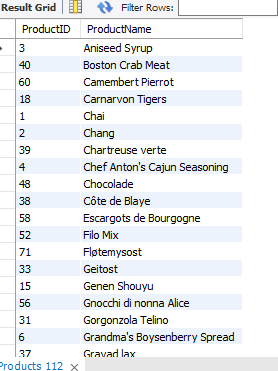 Result Grid Filter Rows:
ProductID ProductName
3 Aniseed Syrup
40 Boston Crab Meat
60 Camembert Pierrot
18 Carnarvon Tigers
1 Chai
2 Chang
39 Chartreuse verte
4 Chef Anton's Cajun Seasoning
48 Chocolade
38 Côte de Blaye
58 Escargots de Bourgogne
52 Filo Mix
71 Fløtemysost
33 Geitost
15 Genen Shouyu
56 Gnocchi di nonna Alice
31 Gorgonzola Telino
6 Grandma's Boysenberry Spread
37 Gravad lax
Products 112